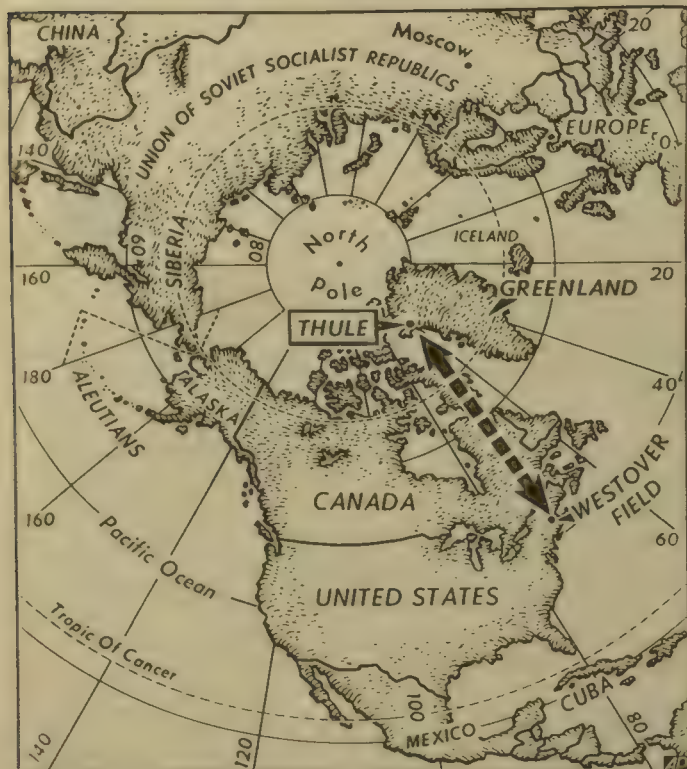 CHINA
Moscow
20
UNION OF SOVIET SOCIALIST REPUBLICS
EUROPE
0
140
60
SIBERIA
80
North
Pole
ICELAND
160
20
GREENLAND
THULE
180
40
ALEUTIANS
ALASKA
CANADA
WESTOVER
FIELD
160
60
Pacific Ocean
UNITED STATES
Tropic Of Cancer
100
CUBA
MEXICO
80
140
120